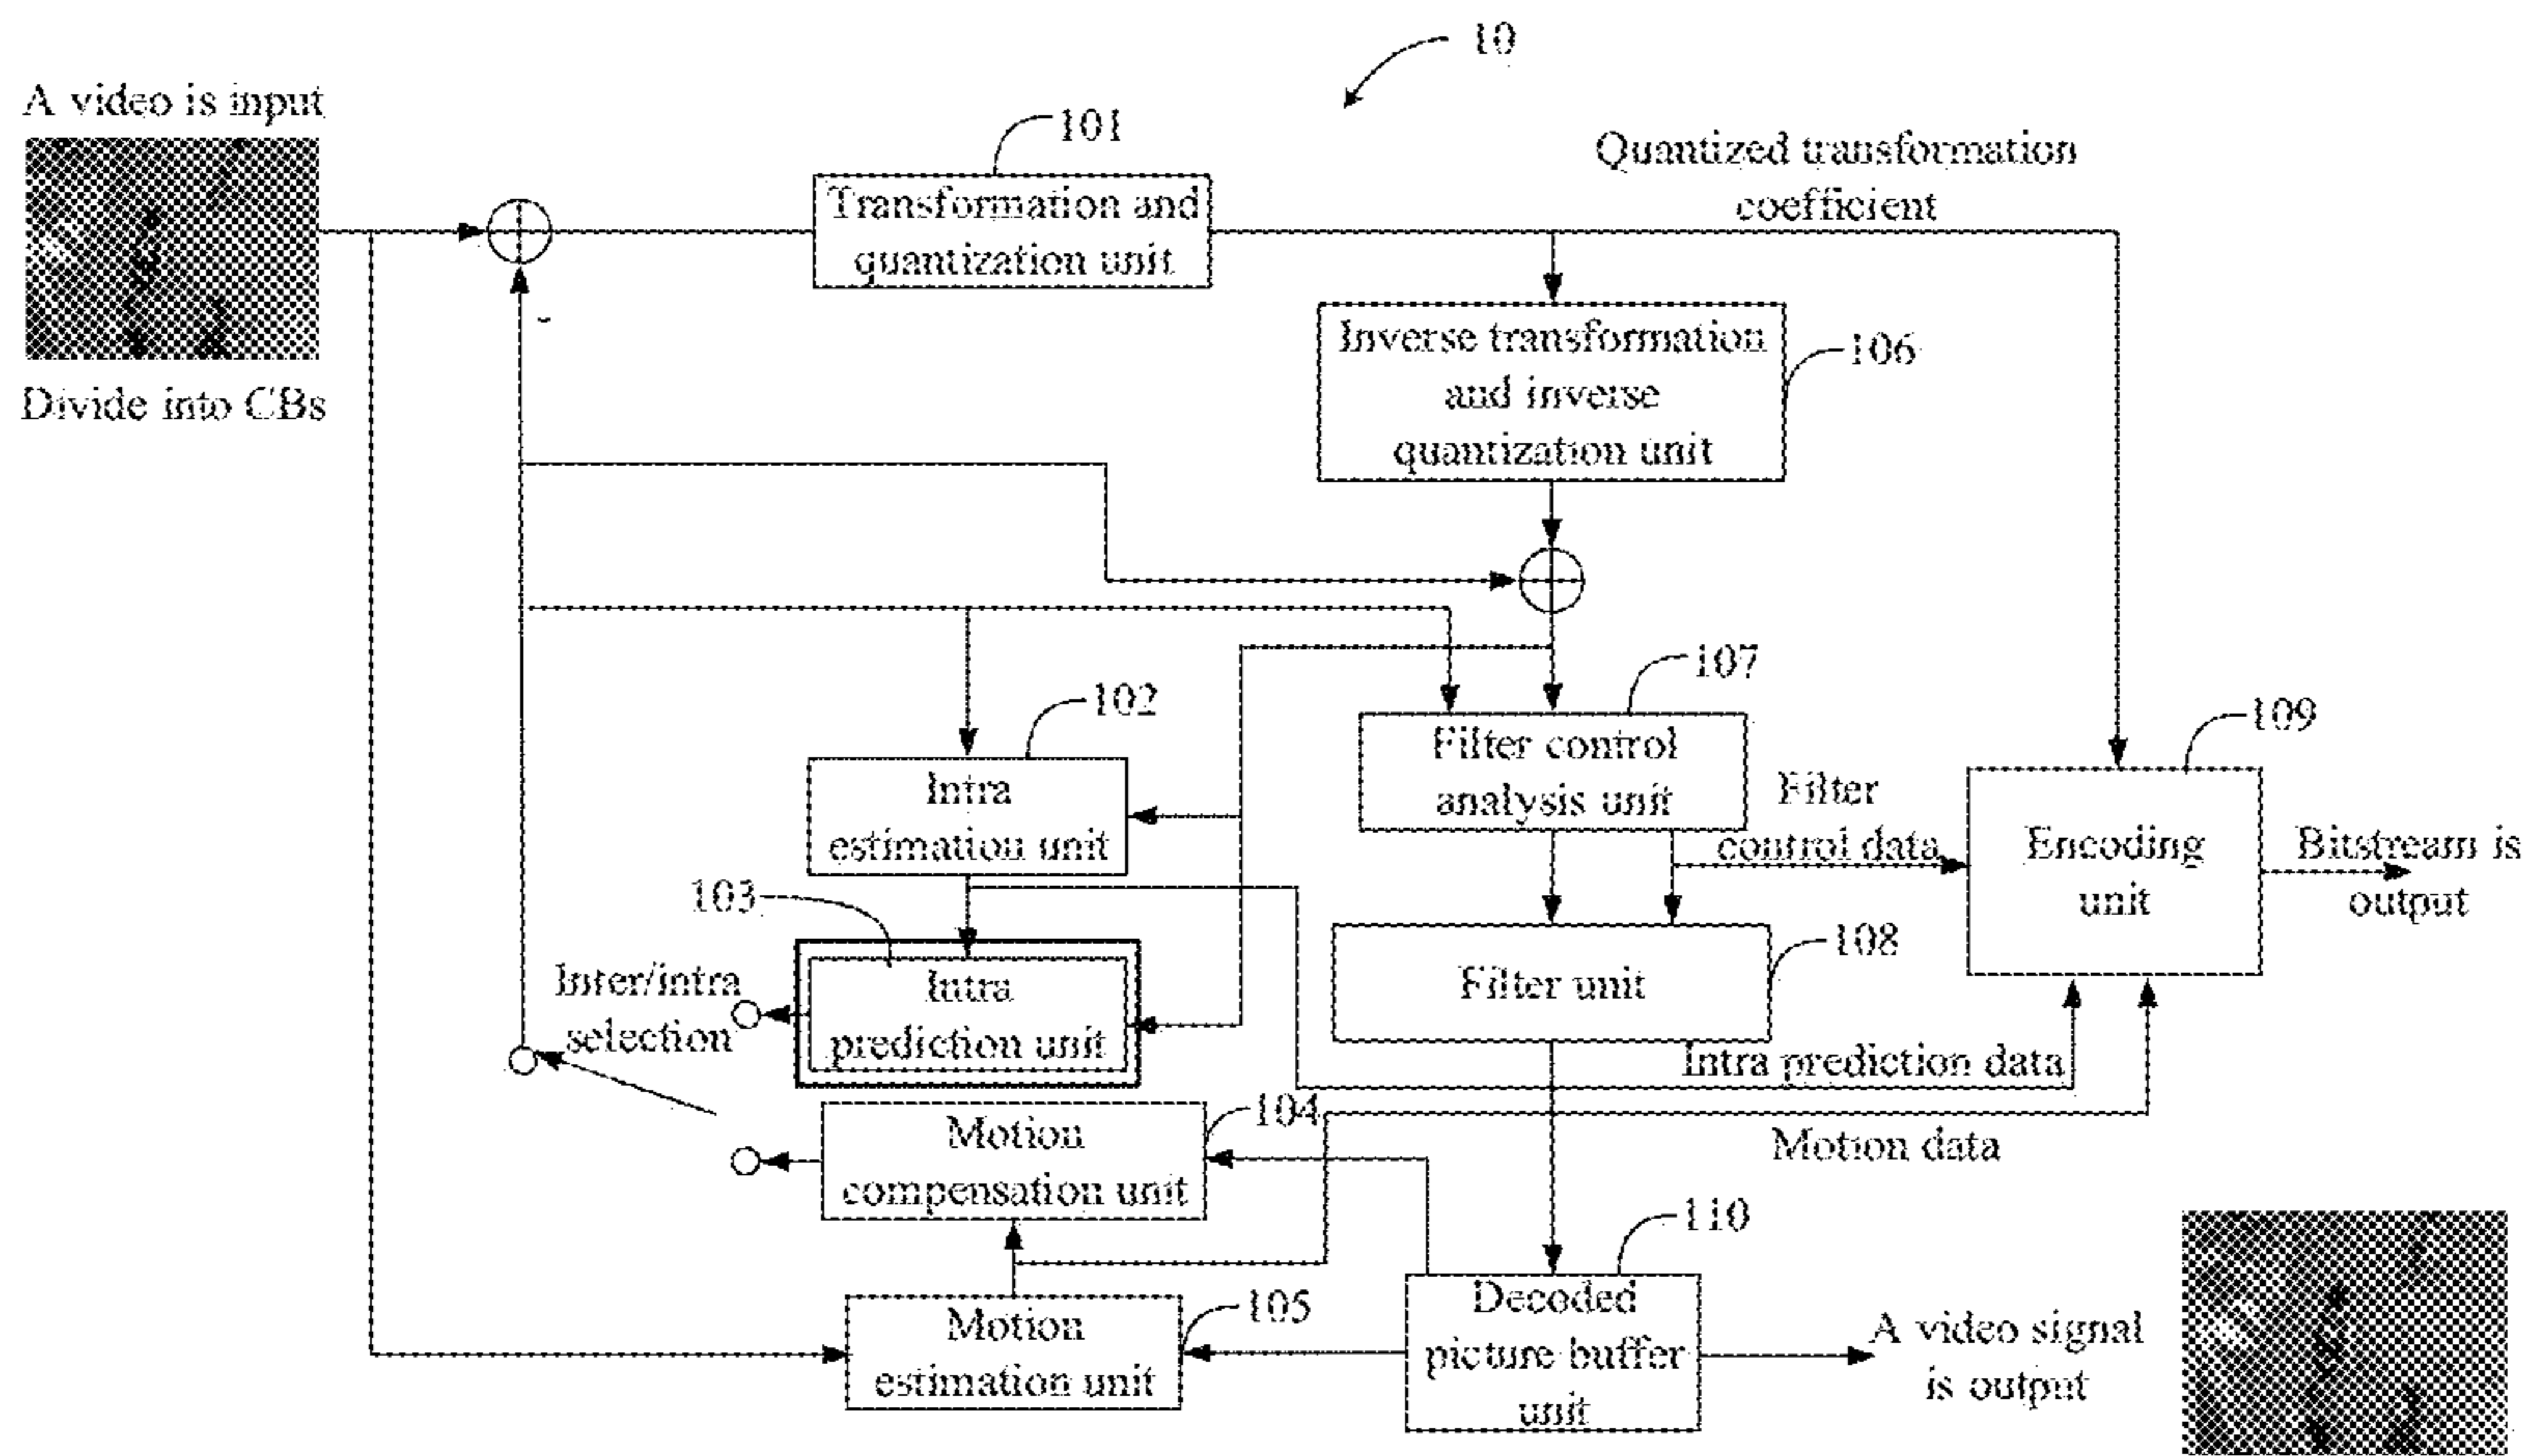 10
A video is input
101
Transformation and
quantization unit
Quantized transformation
coefficient
Divide into CBs
-
Inverse transformation
and inverse
quantization unit
106
107
102
109
Filter control
analysis unit
Filter
control data
Intra
estimation unit
Encoding
unit
Bitstream is
output
103
108
Inter/intra
selection
Intra
prediction unit
Filter unit
Intra prediction data
104
Motion
compensation unit
Motion data
110
105
Motion
estimation unit
Decoded
picture buffer
unit
A video signal
is output